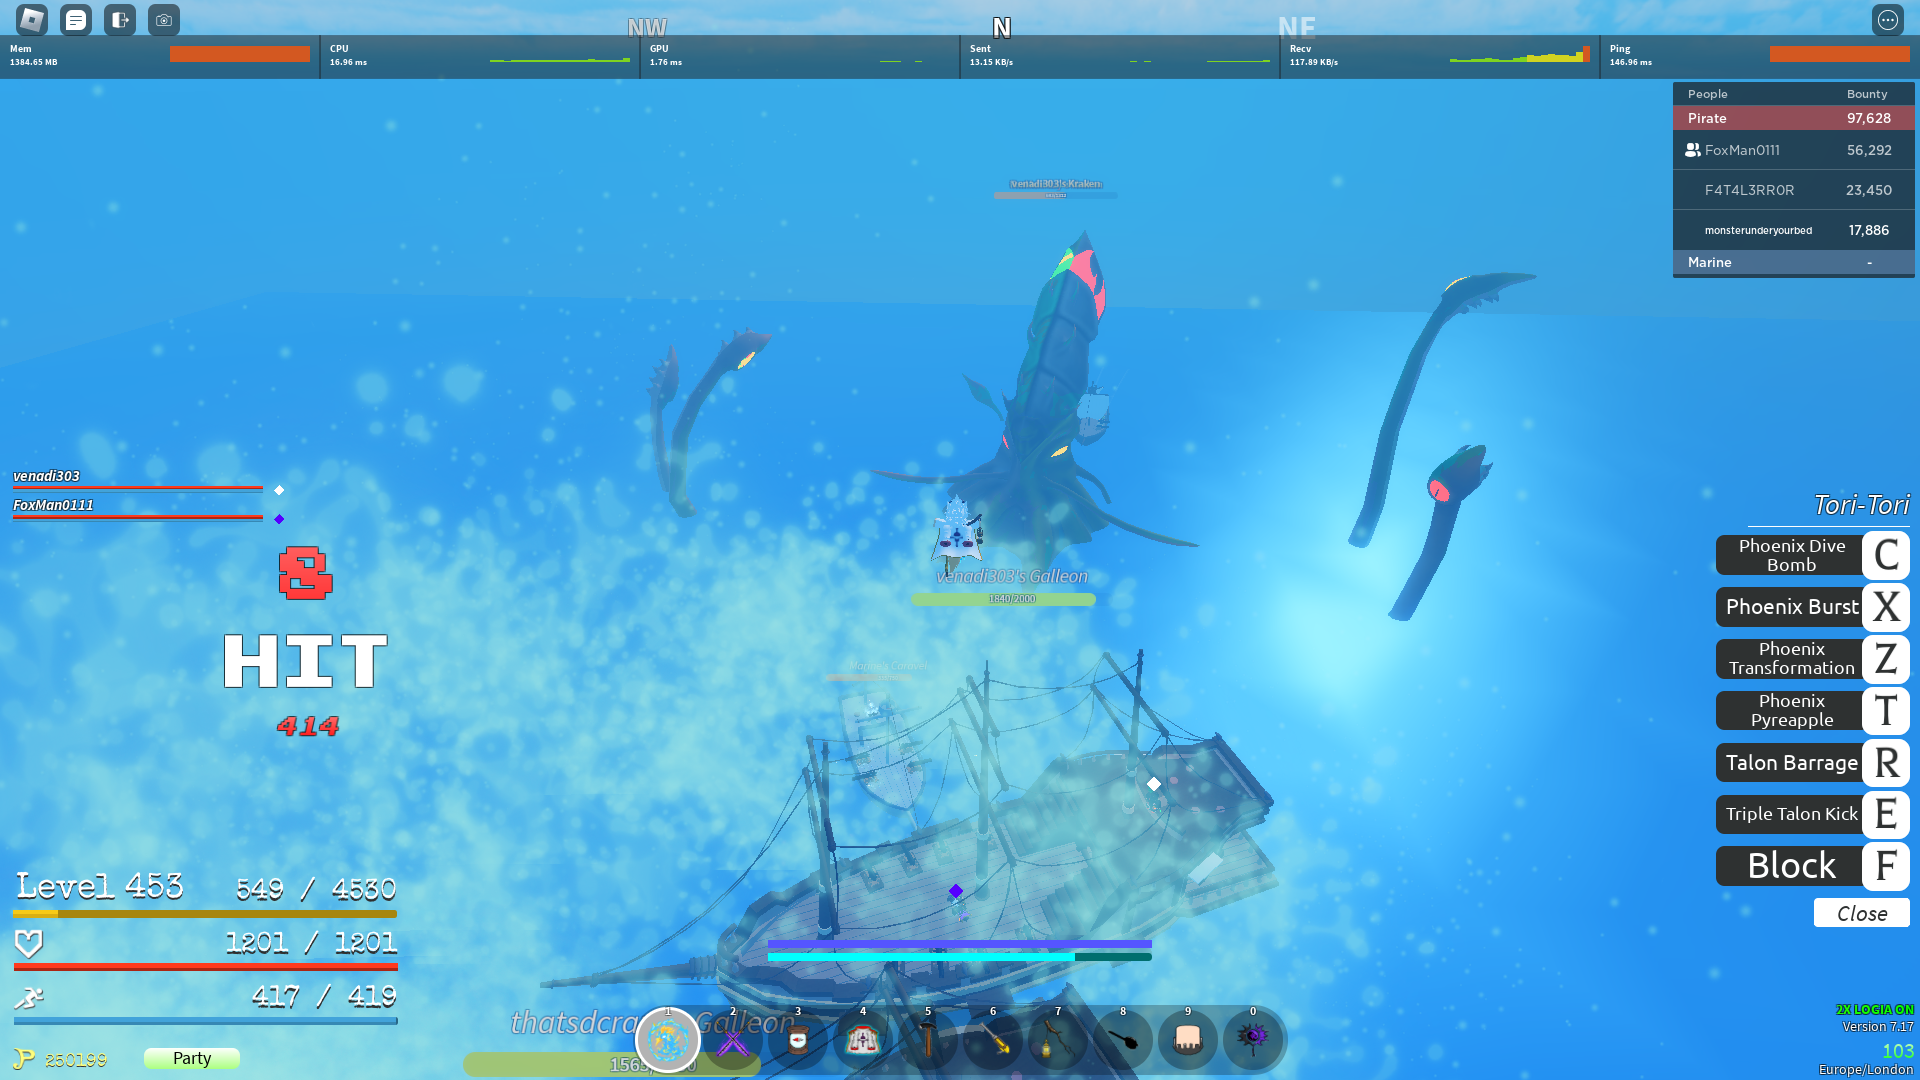 NW
N
NE
Mem
1384.65 MB
CPU
16.96 ms
GPU
1.76 ms
Sent
13.15 KB/s
Recv
117.89 KB/s
Ping
146.96 ms
People Bounty
Pirate 97,628
FoxMan0111 56,292
F4T4L3RR0R 23,450
monsterunderyourbed 17,886
Marine -
venadi303's Kraken
venadi303
FoxMan0111
8
HIT
414
venadi303's Galleon
1840/2000
Marine's Caravel
Tori-Tori
Phoenix Dive Bomb C
Phoenix Burst X
Phoenix Transformation Z
Phoenix Pyreapple T
Talon Barrage R
Triple Talon Kick E
Block F
Close
Level 453 549 / 4530
1201 / 1201
417 / 419
250199
Party
Galleon
1 2 3 4 5 6 7 8 9 0
2X LOGIA ON
Version 7.17
103
Europe/London